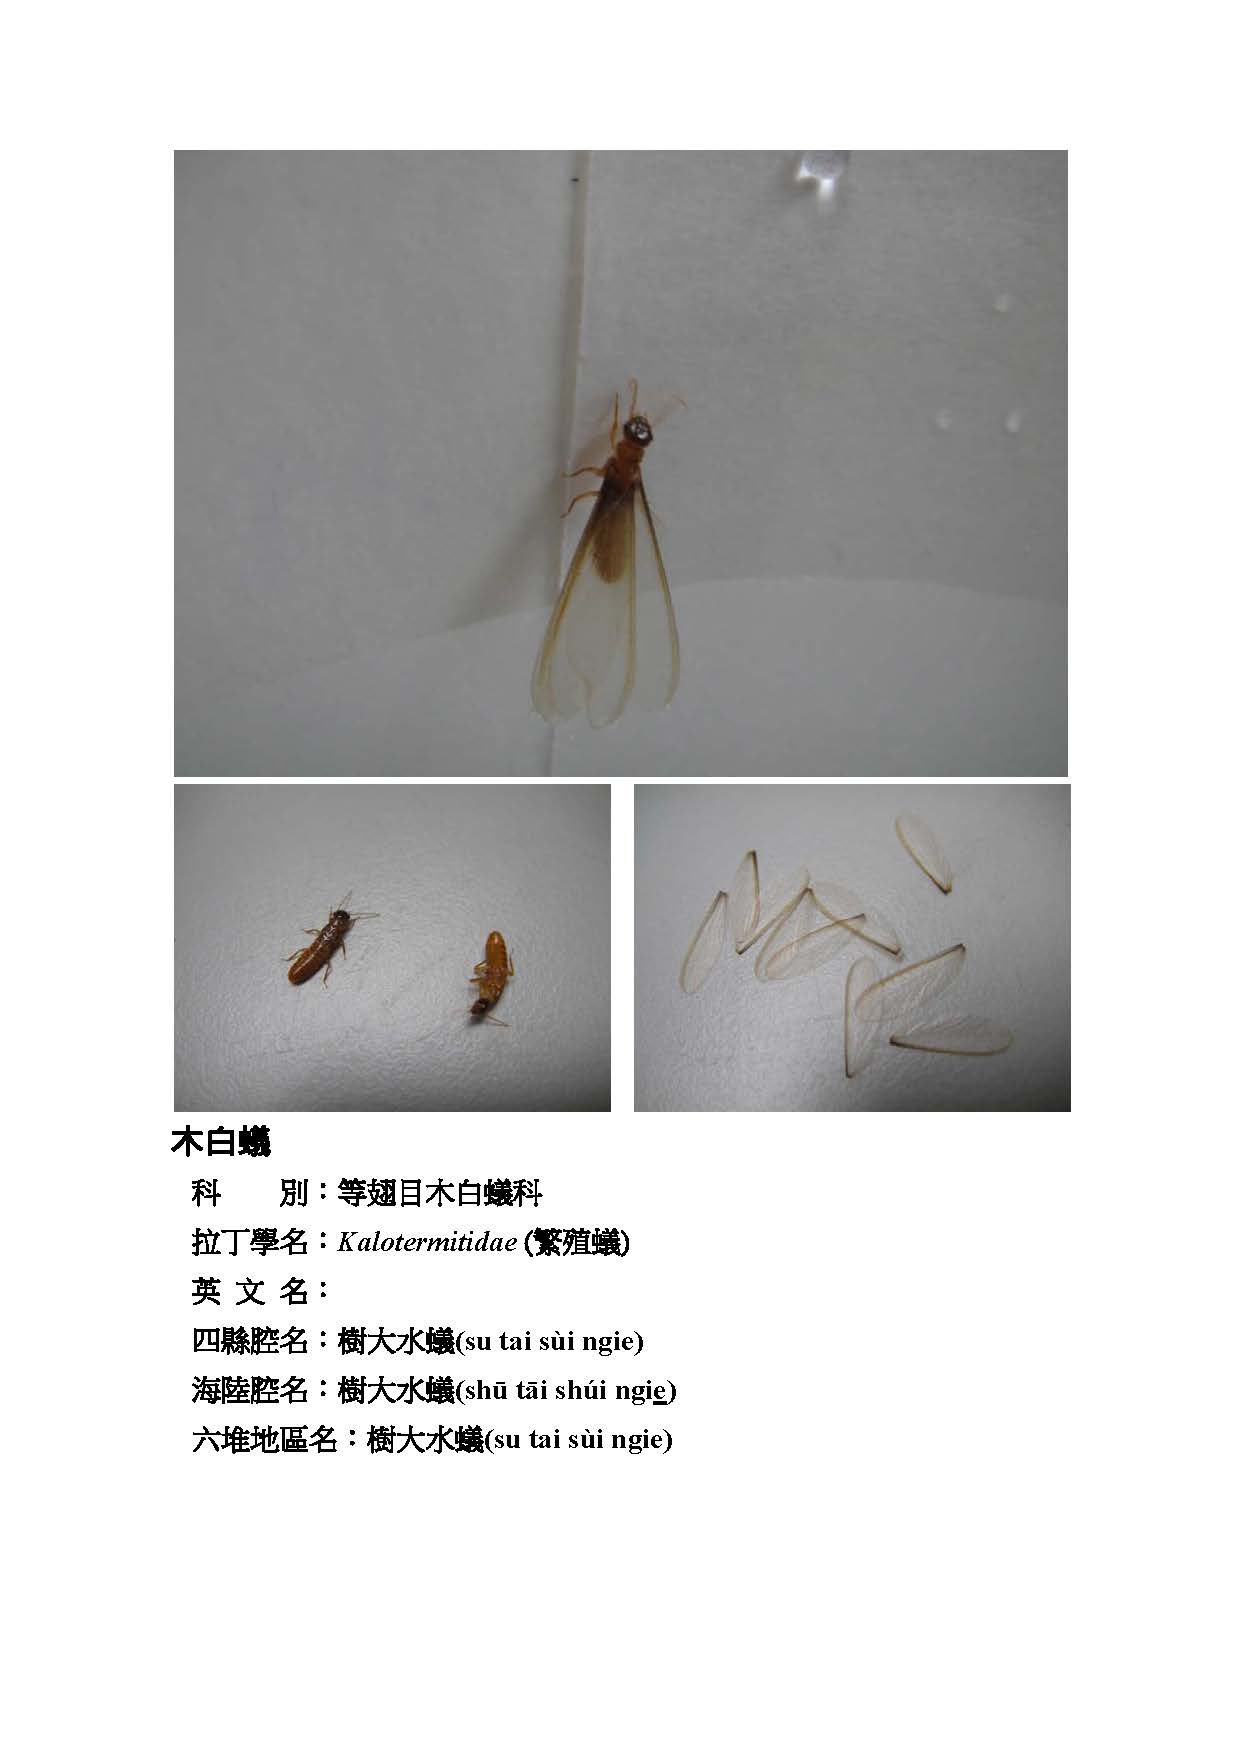 木白蟻
科　　別：等翅目木白蟻科
拉丁學名：Kalotermitidae (繁殖蟻)
英 文 名：
四縣腔名：樹大水蟻(su tai sùi ngie)
海陸腔名：樹大水蟻(shū tāi shúi ngie)
六堆地區名：樹大水蟻(su tai sùi ngie)